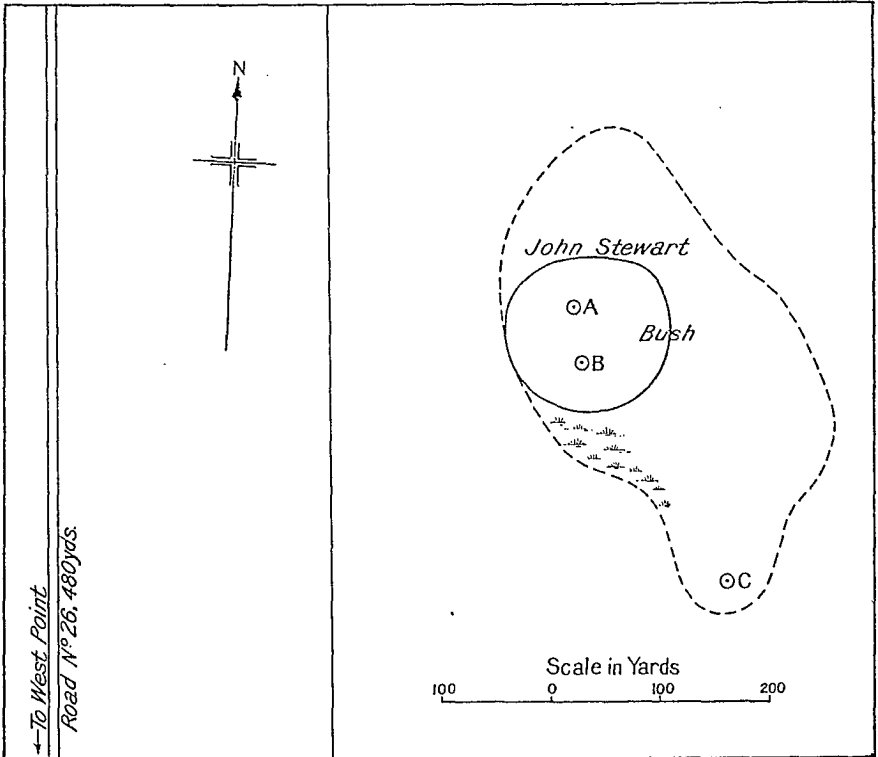 N
John Stewart
A
Bush
B
C
←To West Point
Road Nº 26, 480yds.
Scale in Yards
100 0 100 200